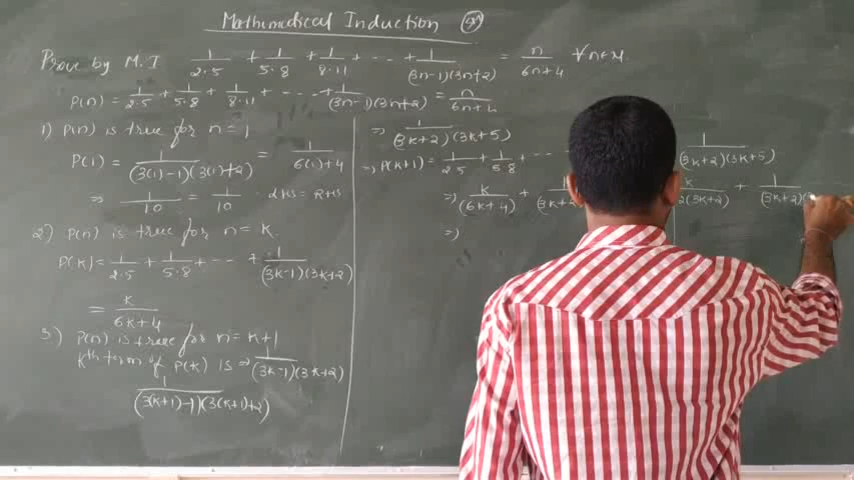 Mathematical Induction
Prove by M.I 1/2·5 + 1/5·8 + 1/8·11 + --- + 1/(3n-1)(3n+2) = n/6n+4 ∀n∈N.
P(n) = 1/2·5 + 1/5·8 + 1/8·11 + ---- + 1/(3n-1)(3n+2) = n/6n+4
1) P(n) is true for n=1
P(1) = 1/(3(1)-1)(3(1)+2) = 1/6(1)+4
⇒ 1/10 = 1/10 · LHS = RHS
2) P(n) is true for n=k.
P(k) = 1/2·5 + 1/5·8 + --- + 1/(3k-1)(3k+2)
= k/6k+4
3) P(n) is true for n=k+1
kth term of P(k) is ⇒ 1/(3k-1)(3k+2)
1/(3(k+1)-1)(3(k+1)+2)
⇒ 1/(3k+2)(3k+5)
⇒ P(k+1) = 1/2·5 + 1/5·8 + --- 1/(3k+2)(3k+5)
⇒ k/(6k+4) + 1/(3k+2 k/2(3k+2) + 1/(3k+2)(3
⇒